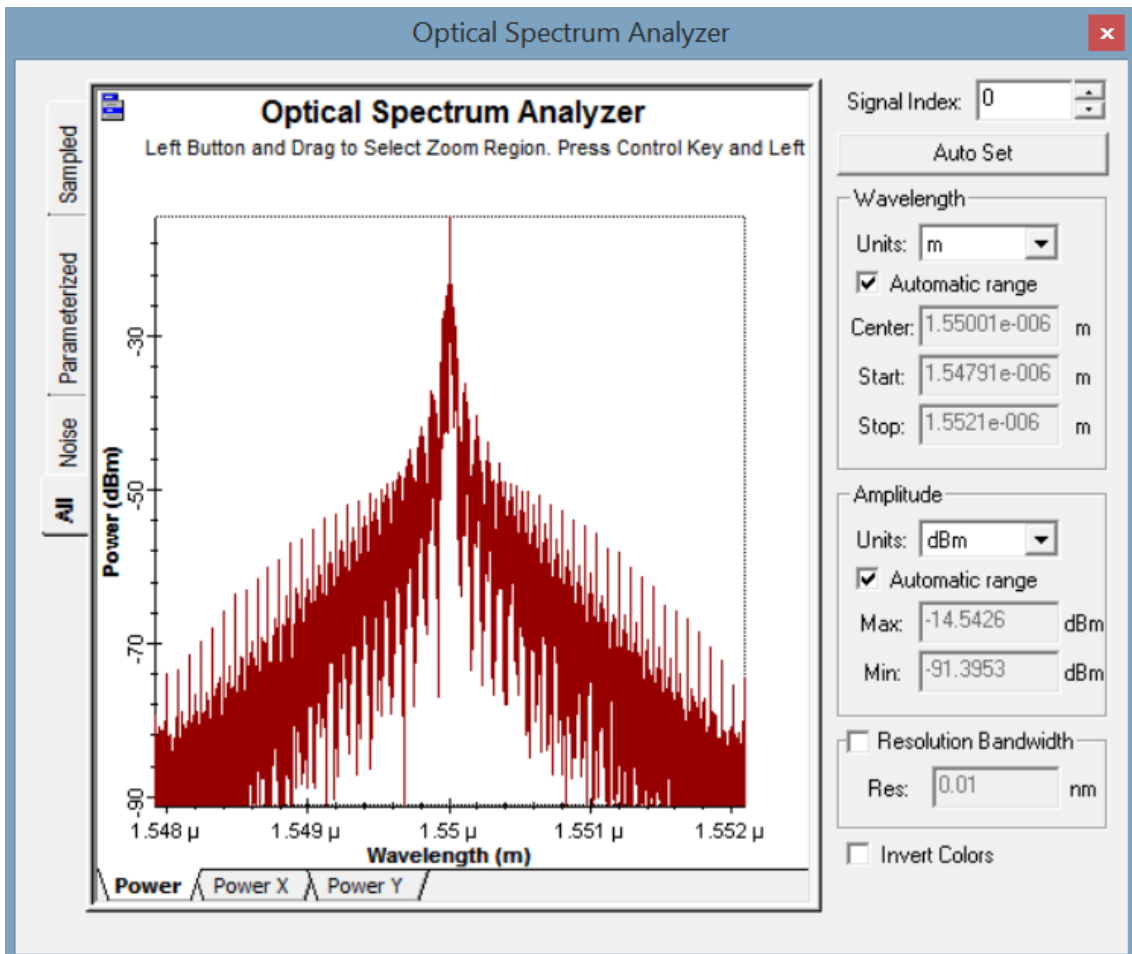 Optical Spectrum Analyzer
x
Sampled
Parameterized
Noise
All
Optical Spectrum Analyzer
Left Button and Drag to Select Zoom Region. Press Control Key and Left
Power (dBm)
-30
-50
-70
-90
1.548 µ
1.549 µ
1.55 µ
1.551 µ
1.552 µ
Wavelength (m)
Power
Power X
Power Y
Signal Index: 0
Auto Set
Wavelength
Units: m
Automatic range
Center: 1.55001e-006 m
Start: 1.54791e-006 m
Stop: 1.5521e-006 m
Amplitude
Units: dBm
Automatic range
Max: -14.5426 dBm
Min: -91.3953 dBm
Resolution Bandwidth
Res: 0.01 nm
Invert Colors